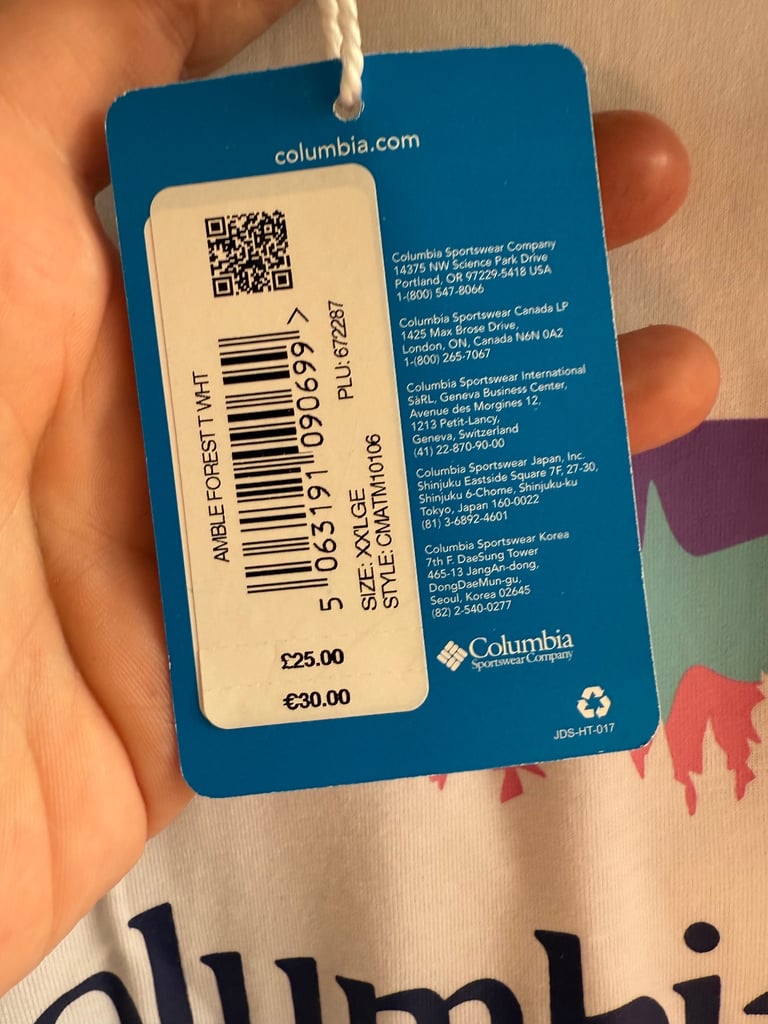 columbia.com
AMBLE FOREST T WHT
5 063191 090699 >
PLU: 672287
SIZE: XX'LGE
STYLE: CMATM10106
£25.00
€30.00
Columbia Sportswear Company
14375 NW Science Park Drive
Portland, OR 97229-5418 USA
1-(800) 547-8066
Columbia Sportswear Canada LP
1425 Max Brose Drive,
London, ON, Canada N6N 0A2
1-(800) 265-7067
Columbia Sportswear International
SàRL, Geneva Business Center,
Avenue des Morgines 12,
1213 Petit-Lancy,
Geneva, Switzerland
(41) 22-870-90-00
Columbia Sportswear Japan, Inc.
Shinjuku Eastside Square 7F, 27-30,
Shinjuku 6-Chome, Shinjuku-ku
Tokyo, Japan 160-0022
(81) 3-6892-4601
Columbia Sportswear Korea
7th F. DaeSung Tower
465-13 JangAn-dong,
DongDaeMun-gu,
Seoul, Korea 02645
(82) 2-540-0277
Columbia
Sportswear Company
JDS-HT-017
olumbi